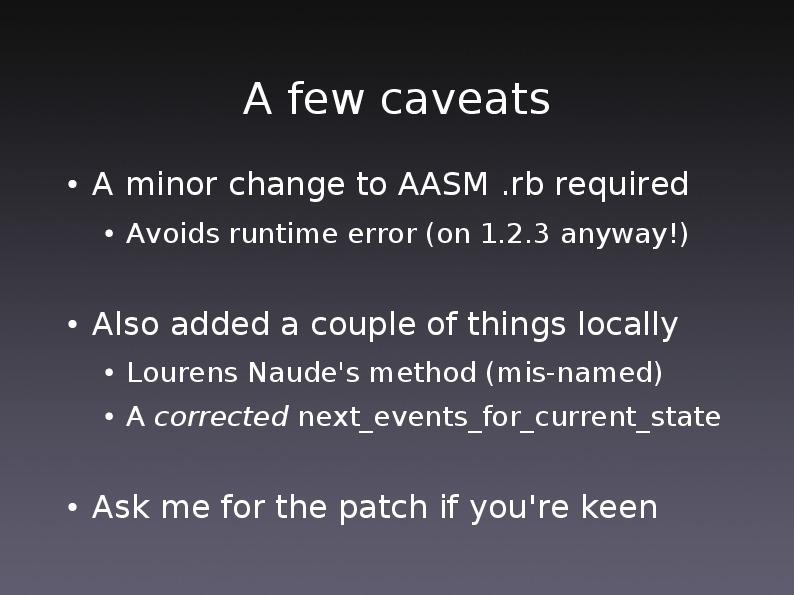 A few caveats
• A minor change to AASM .rb required
• Avoids runtime error (on 1.2.3 anyway!)
• Also added a couple of things locally
• Lourens Naude's method (mis-named)
• A corrected next_events_for_current_state
• Ask me for the patch if you're keen